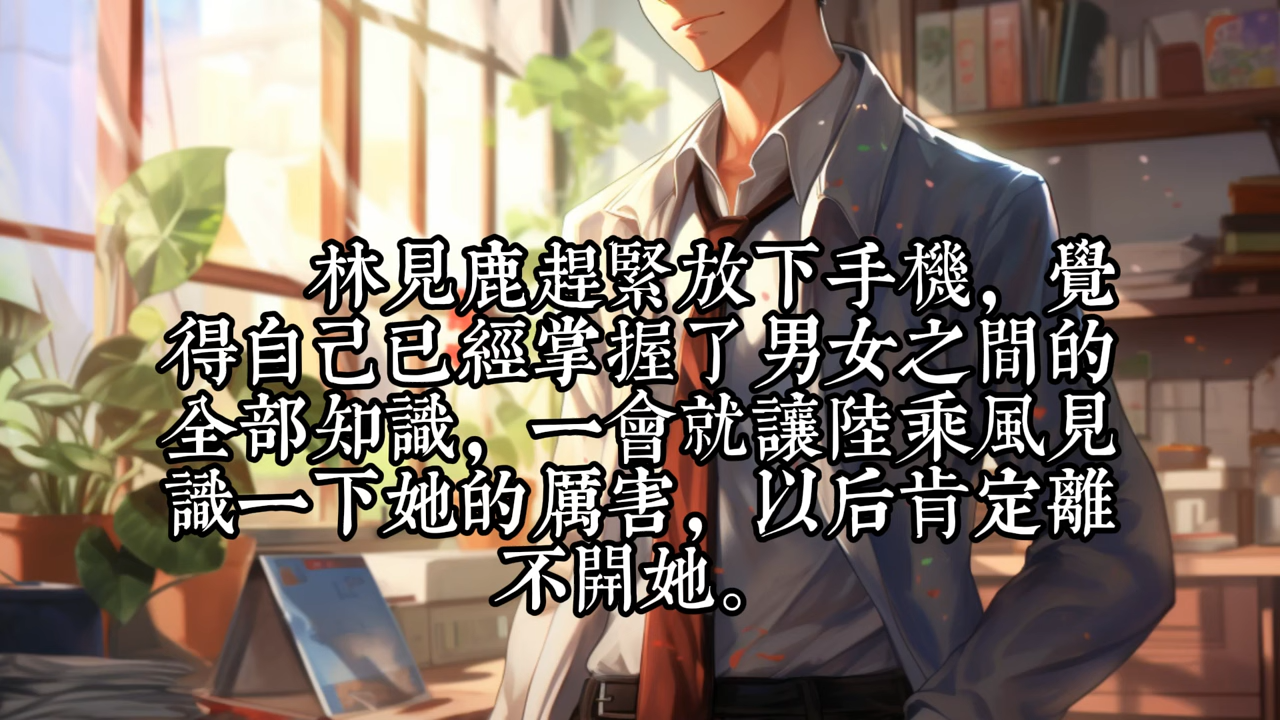 林見鹿趕緊放下手機，覺
得自己已經掌握了男女之間的
全部知識，一會就讓陸乘風見
識一下她的厲害，以后肯定離
不開她。